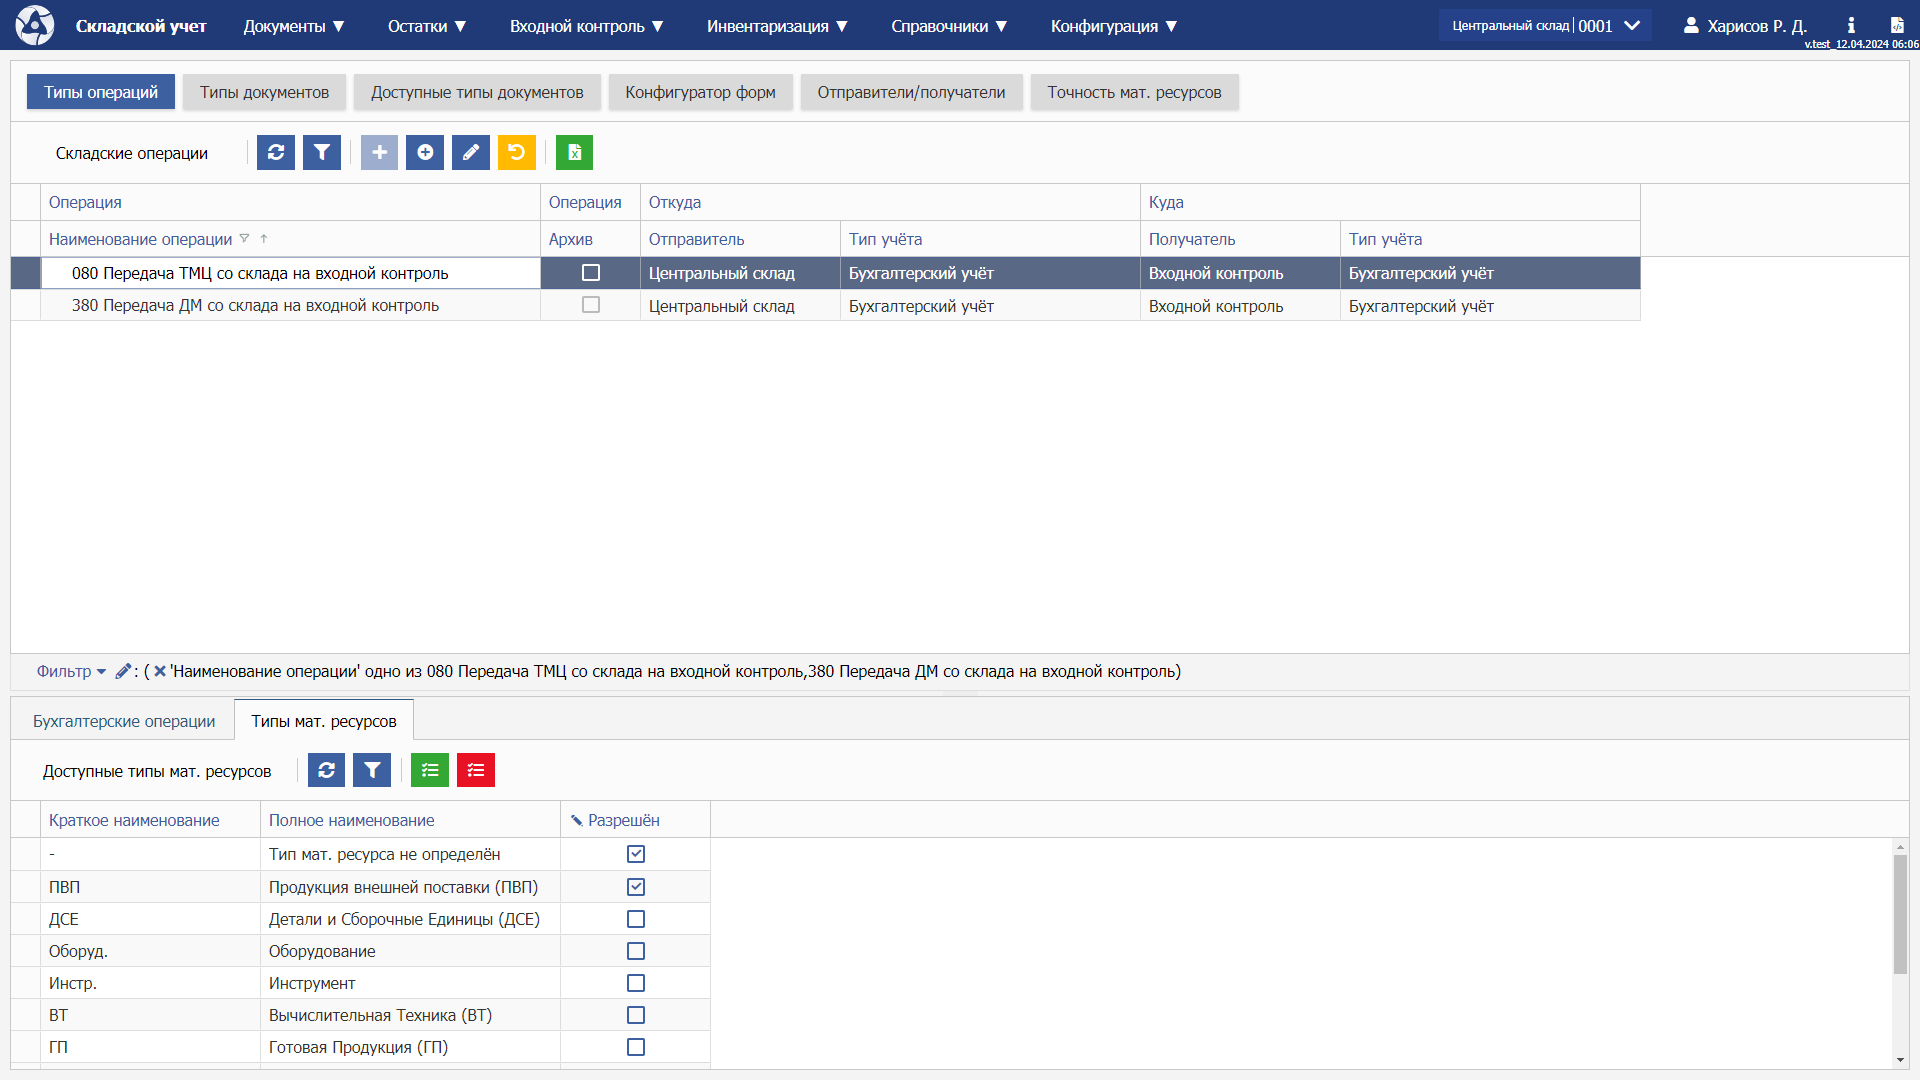 Складской учет Документы ▼ Остатки ▼ Входной контроль ▼ Инвентаризация ▼ Справочники ▼ Конфигурация ▼ Центральный склад | 0001 Харисов Р. Д.
v.test_12.04.2024 06:06
Типы операций Типы документов Доступные типы документов Конфигуратор форм Отправители/получатели Точность мат. ресурсов
Складские операции
Операция Операция Откуда Куда
Наименование операции Архив Отправитель Тип учёта Получатель Тип учёта
080 Передача ТМЦ со склада на входной контроль Центральный склад Бухгалтерский учёт Входной контроль Бухгалтерский учёт
380 Передача ДМ со склада на входной контроль Центральный склад Бухгалтерский учёт Входной контроль Бухгалтерский учёт
Фильтр : ( 'Наименование операции' одно из 080 Передача ТМЦ со склада на входной контроль,380 Передача ДМ со склада на входной контроль)
Бухгалтерские операции Типы мат. ресурсов
Доступные типы мат. ресурсов
Краткое наименование Полное наименование Разрешён
- Тип мат. ресурса не определён
ПВП Продукция внешней поставки (ПВП)
ДСЕ Детали и Сборочные Единицы (ДСЕ)
Оборуд. Оборудование
Инстр. Инструмент
ВТ Вычислительная Техника (ВТ)
ГП Готовая Продукция (ГП)